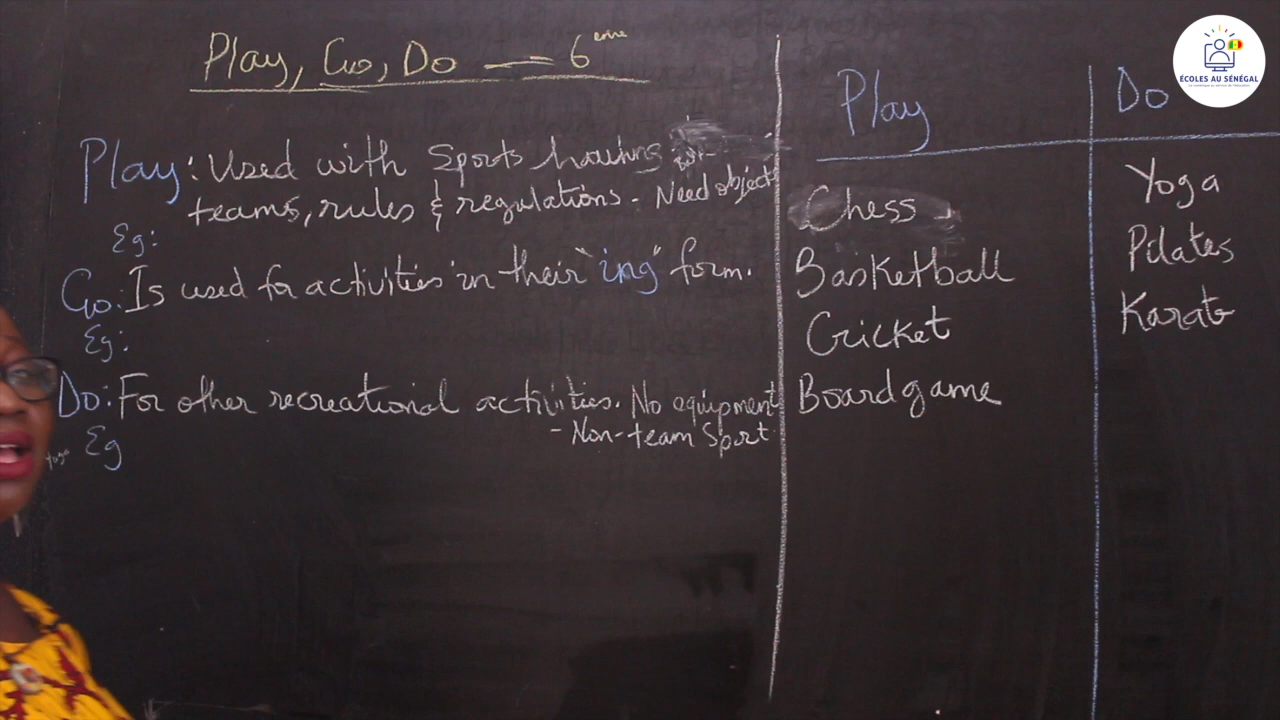 Play, Go, Do — 6eme
Play: Used with Sports having
teams, rules & regulations. Need objects
Eg:
Go: Is used for activities in their "ing" form.
Eg:
Do: For other recreational activities. No equipment
- Non-team Sport
Yoga Eg
Play
Chess
Basketball
Cricket
Boardgame
Do
Yoga
Pilates
Karate
ÉCOLES AU SÉNÉGAL